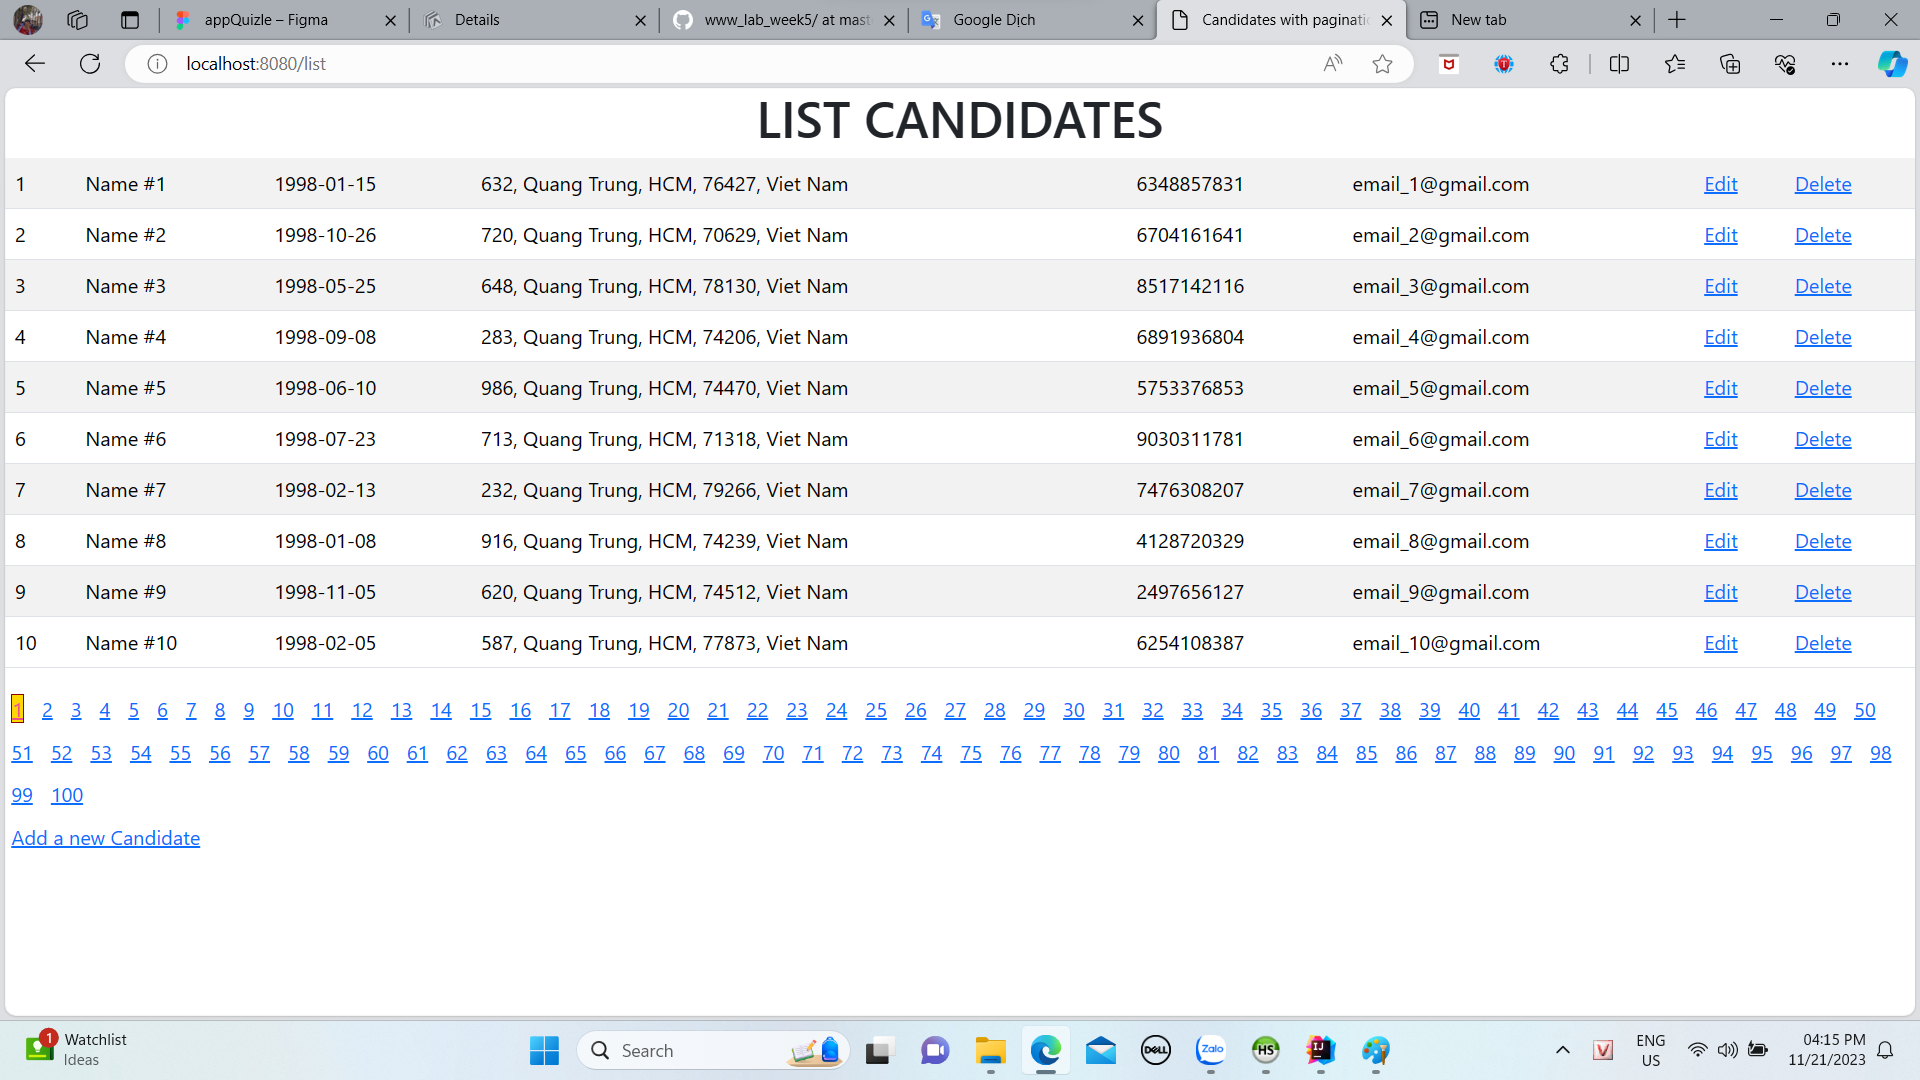 appQuizle – Figma
Details
www_lab_week5/ at mast
Google Dịch
Candidates with paginatio
New tab
localhost:8080/list
LIST CANDIDATES
1 Name #1 1998-01-15 632, Quang Trung, HCM, 76427, Viet Nam 6348857831 email_1@gmail.com Edit Delete
2 Name #2 1998-10-26 720, Quang Trung, HCM, 70629, Viet Nam 6704161641 email_2@gmail.com Edit Delete
3 Name #3 1998-05-25 648, Quang Trung, HCM, 78130, Viet Nam 8517142116 email_3@gmail.com Edit Delete
4 Name #4 1998-09-08 283, Quang Trung, HCM, 74206, Viet Nam 6891936804 email_4@gmail.com Edit Delete
5 Name #5 1998-06-10 986, Quang Trung, HCM, 74470, Viet Nam 5753376853 email_5@gmail.com Edit Delete
6 Name #6 1998-07-23 713, Quang Trung, HCM, 71318, Viet Nam 9030311781 email_6@gmail.com Edit Delete
7 Name #7 1998-02-13 232, Quang Trung, HCM, 79266, Viet Nam 7476308207 email_7@gmail.com Edit Delete
8 Name #8 1998-01-08 916, Quang Trung, HCM, 74239, Viet Nam 4128720329 email_8@gmail.com Edit Delete
9 Name #9 1998-11-05 620, Quang Trung, HCM, 74512, Viet Nam 2497656127 email_9@gmail.com Edit Delete
10 Name #10 1998-02-05 587, Quang Trung, HCM, 77873, Viet Nam 6254108387 email_10@gmail.com Edit Delete
1 2 3 4 5 6 7 8 9 10 11 12 13 14 15 16 17 18 19 20 21 22 23 24 25 26 27 28 29 30 31 32 33 34 35 36 37 38 39 40 41 42 43 44 45 46 47 48 49 50
51 52 53 54 55 56 57 58 59 60 61 62 63 64 65 66 67 68 69 70 71 72 73 74 75 76 77 78 79 80 81 82 83 84 85 86 87 88 89 90 91 92 93 94 95 96 97 98
99 100
Add a new Candidate
1
Watchlist
Ideas
Search
DELL
Zalo
HS
IJ
V
ENG
US
04:15 PM
11/21/2023